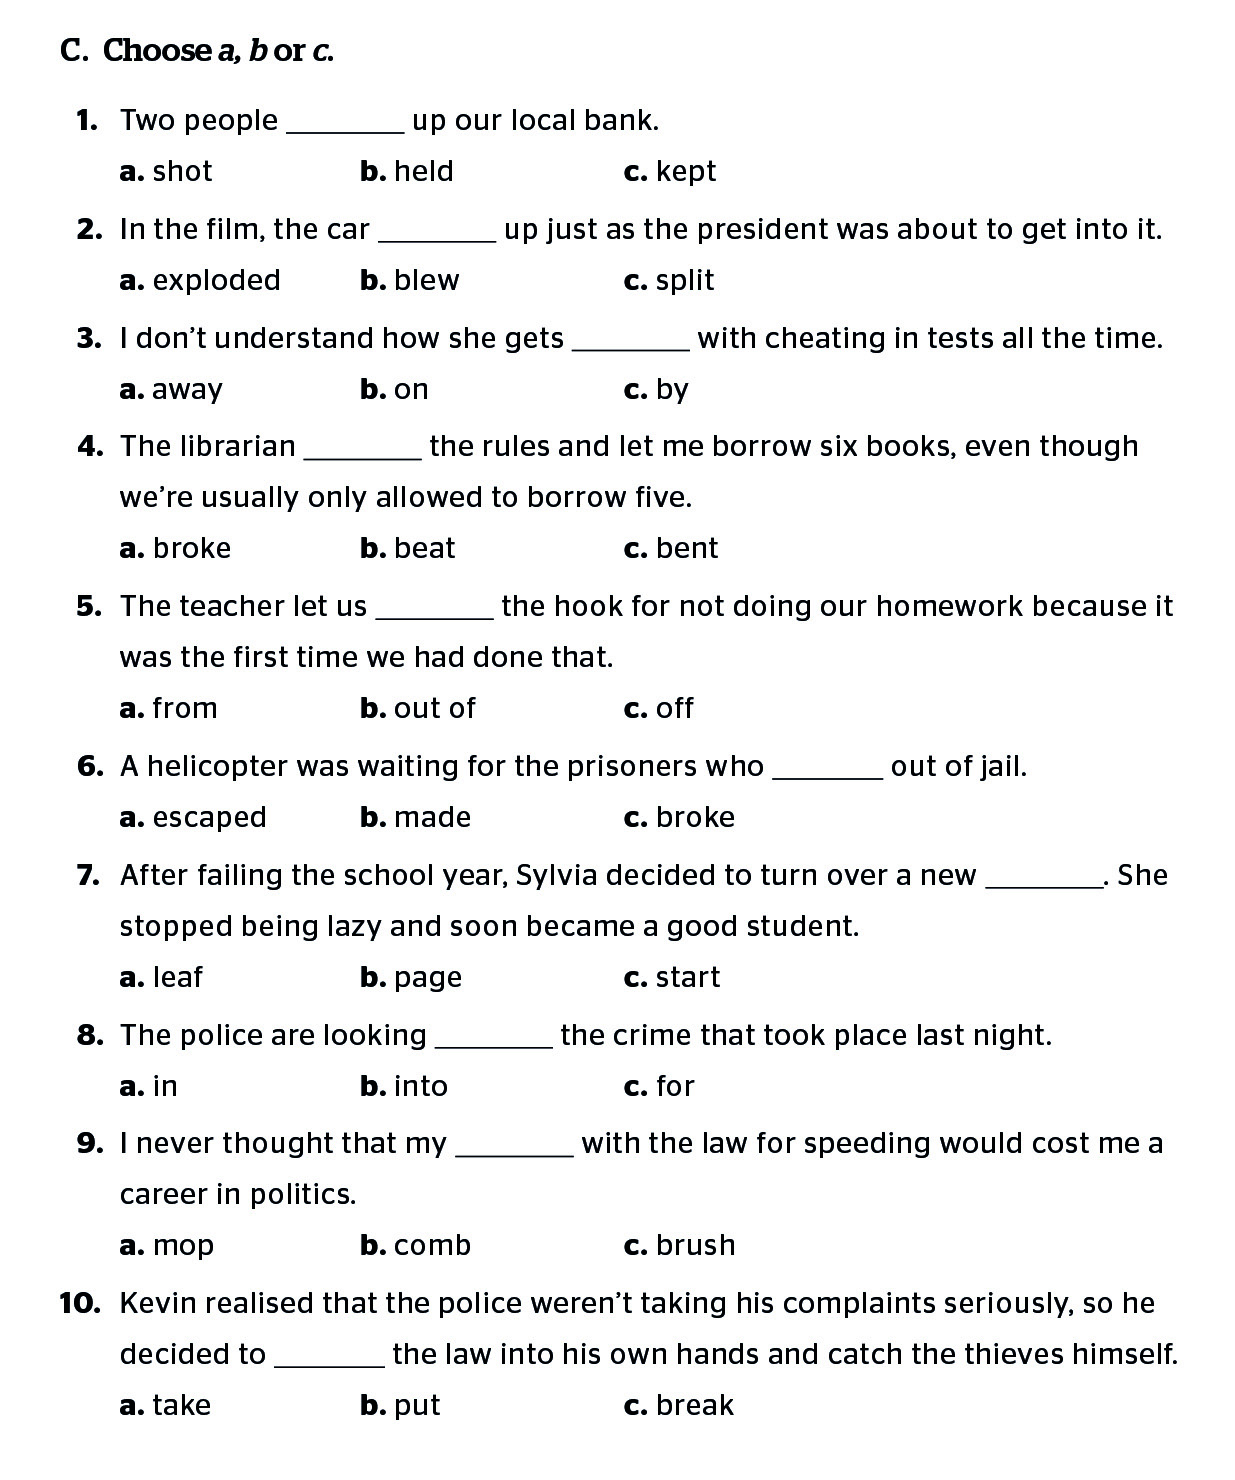 C. Choose a, b or c.
1. Two people ________ up our local bank.
a. shot b. held c. kept
2. In the film, the car ________ up just as the president was about to get into it.
a. exploded b. blew c. split
3. I don’t understand how she gets ________ with cheating in tests all the time.
a. away b. on c. by
4. The librarian ________ the rules and let me borrow six books, even though
we’re usually only allowed to borrow five.
a. broke b. beat c. bent
5. The teacher let us ________ the hook for not doing our homework because it
was the first time we had done that.
a. from b. out of c. off
6. A helicopter was waiting for the prisoners who ________ out of jail.
a. escaped b. made c. broke
7. After failing the school year, Sylvia decided to turn over a new ________. She
stopped being lazy and soon became a good student.
a. leaf b. page c. start
8. The police are looking ________ the crime that took place last night.
a. in b. into c. for
9. I never thought that my ________ with the law for speeding would cost me a
career in politics.
a. mop b. comb c. brush
10. Kevin realised that the police weren’t taking his complaints seriously, so he
decided to ________ the law into his own hands and catch the thieves himself.
a. take b. put c. break